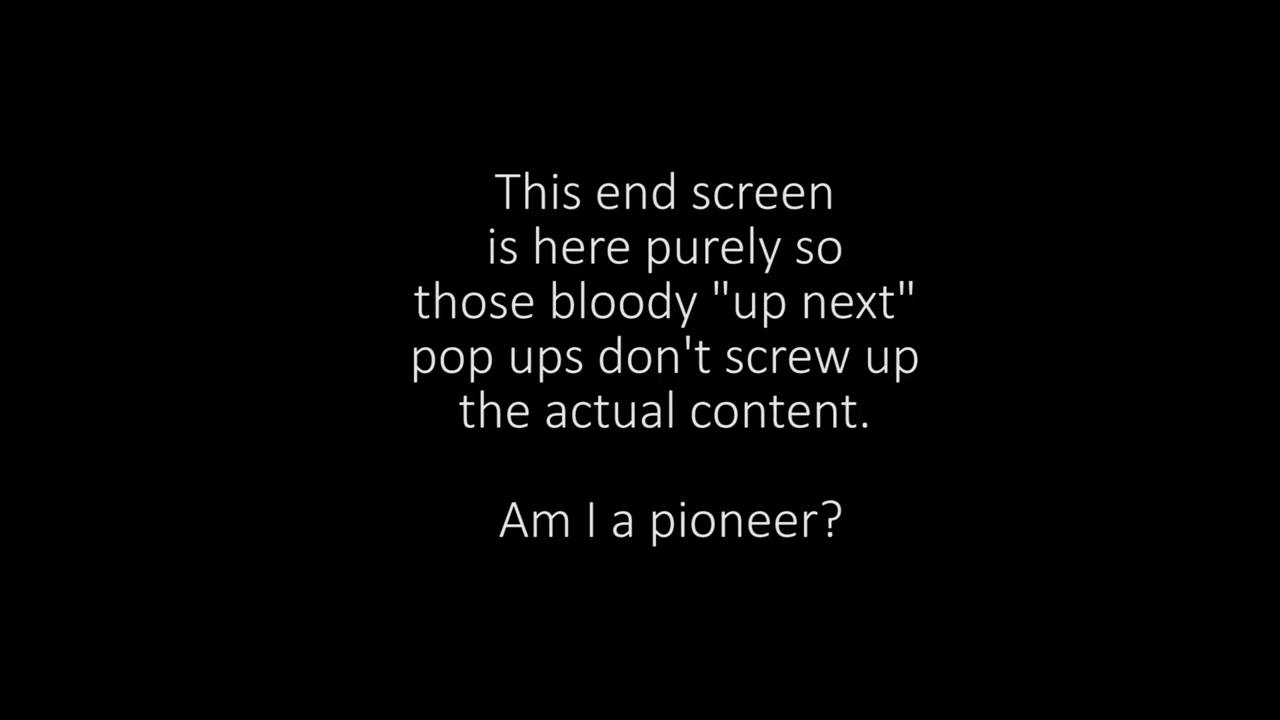 This end screen
is here purely so
those bloody "up next"
pop ups don't screw up
the actual content.
Am I a pioneer?